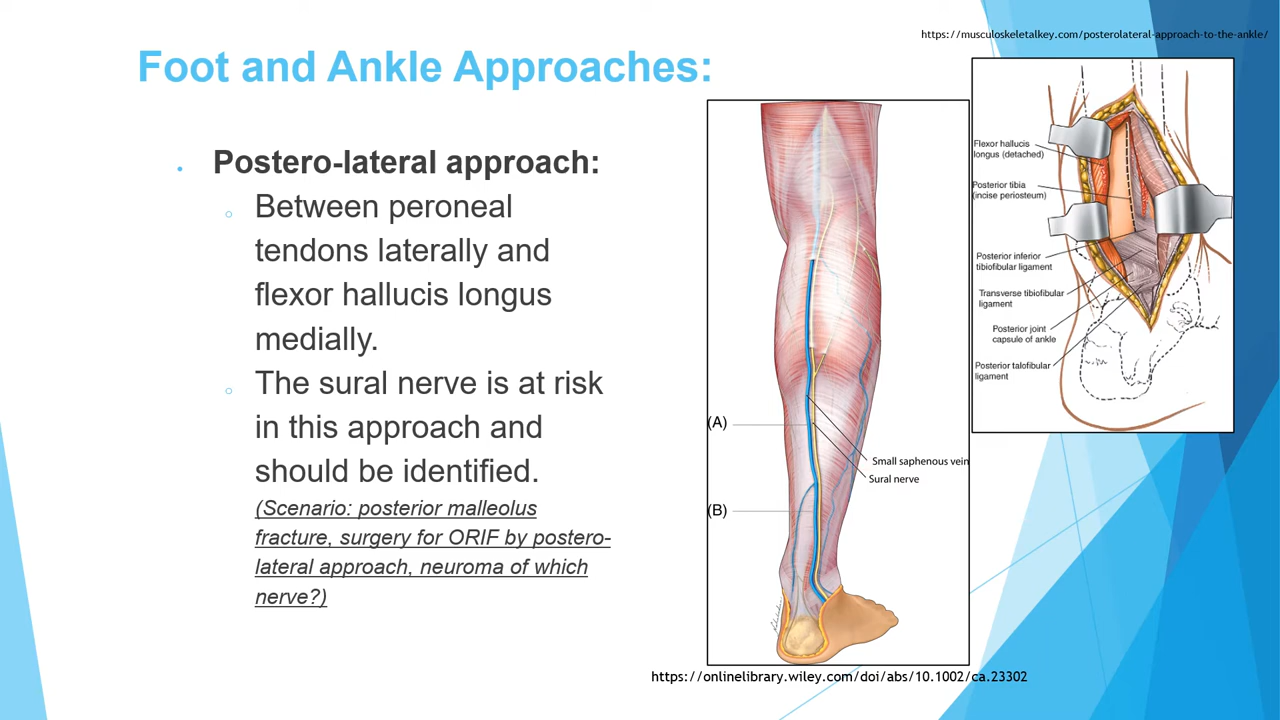 https://musculoskeletalkey.com/posterolateral-approach-to-the-ankle/
Foot and Ankle Approaches:
Postero-lateral approach:
Between peroneal
tendons laterally and
flexor hallucis longus
medially.
The sural nerve is at risk
in this approach and
should be identified.
(Scenario: posterior malleolus
fracture, surgery for ORIF by postero-
lateral approach, neuroma of which
nerve?)
(A)
Small saphenous vein
Sural nerve
(B)
https://onlinelibrary.wiley.com/doi/abs/10.1002/ca.23302
Flexor hallucis
longus (detached)
Posterior tibia
(incise periosteum)
Posterior inferior
tibiofibular ligament
Transverse tibiofibular
ligament
Posterior joint
capsule of ankle
Posterior talofibular
ligament